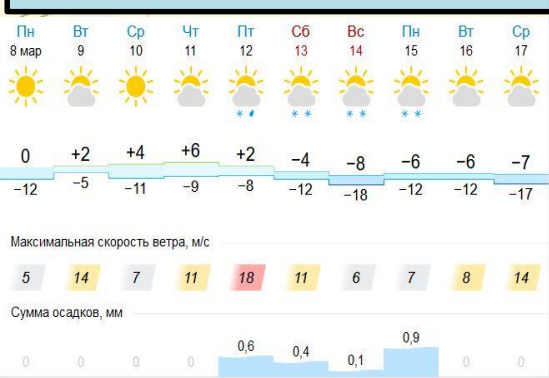 Пн Вт Ср Чт Пт Сб Вс Пн Вт Ср
8 мар 9 10 11 12 13 14 15 16 17
0 +2 +4 +6 +2 −4 −8 −6 −6 −7
−12 −5 −11 −9 −8 −12 −18 −12 −12 −17
Максимальная скорость ветра, м/с
5 14 7 11 18 11 6 7 8 14
Сумма осадков, мм
0 0 0 0 0,6 0,4 0,1 0,9 0 0